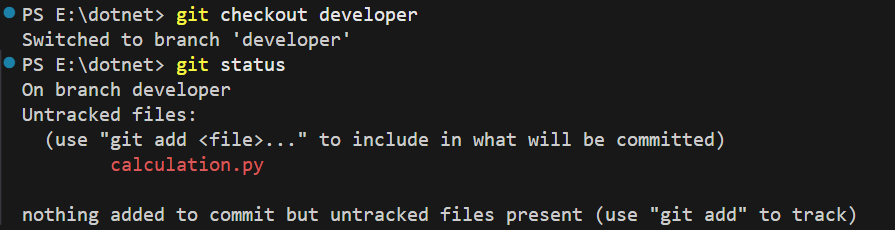 PS E:\dotnet> git checkout developer
Switched to branch 'developer'
PS E:\dotnet> git status
On branch developer
Untracked files:
  (use "git add <file>..." to include in what will be committed)
        calculation.py

nothing added to commit but untracked files present (use "git add" to track)